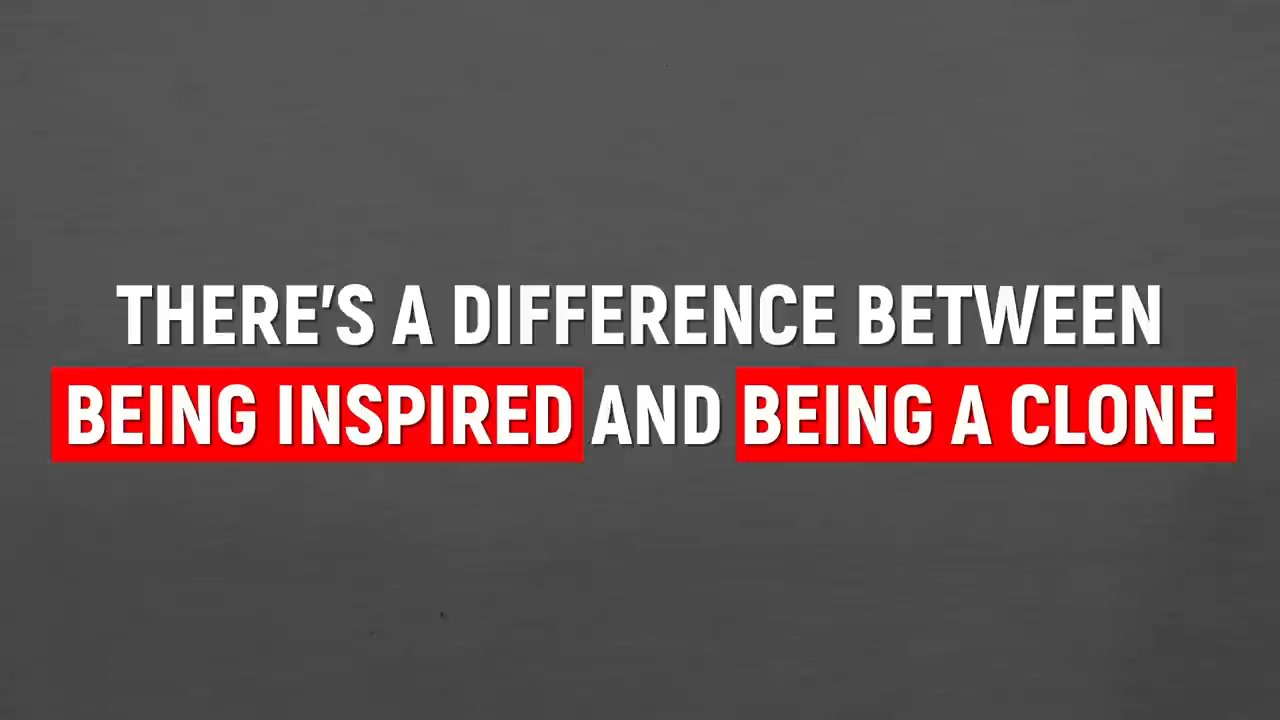 THERE'S A DIFFERENCE BETWEEN
BEING INSPIRED AND BEING A CLONE